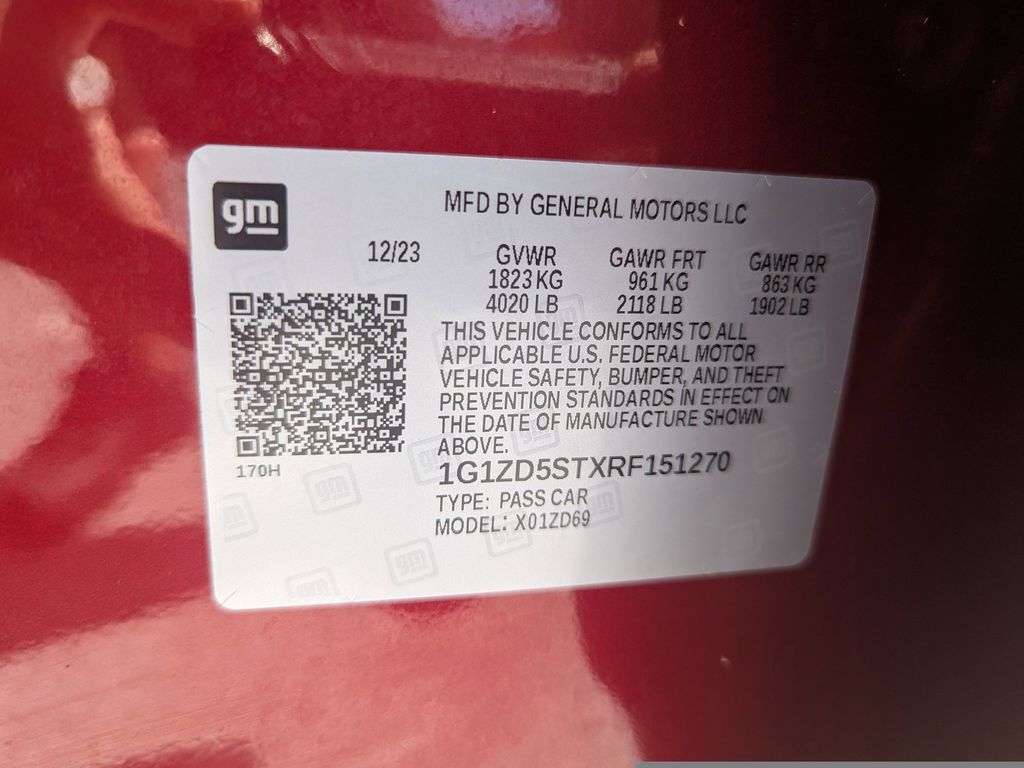 gm
MFD BY GENERAL MOTORS LLC
12/23
GVWR GAWR FRT GAWR RR
1823 KG 961 KG 863 KG
4020 LB 2118 LB 1902 LB
THIS VEHICLE CONFORMS TO ALL
APPLICABLE U.S. FEDERAL MOTOR
VEHICLE SAFETY, BUMPER, AND THEFT
PREVENTION STANDARDS IN EFFECT ON
THE DATE OF MANUFACTURE SHOWN
ABOVE.
170H
1G1ZD5STXRF151270
TYPE: PASS CAR
MODEL: X01ZD69